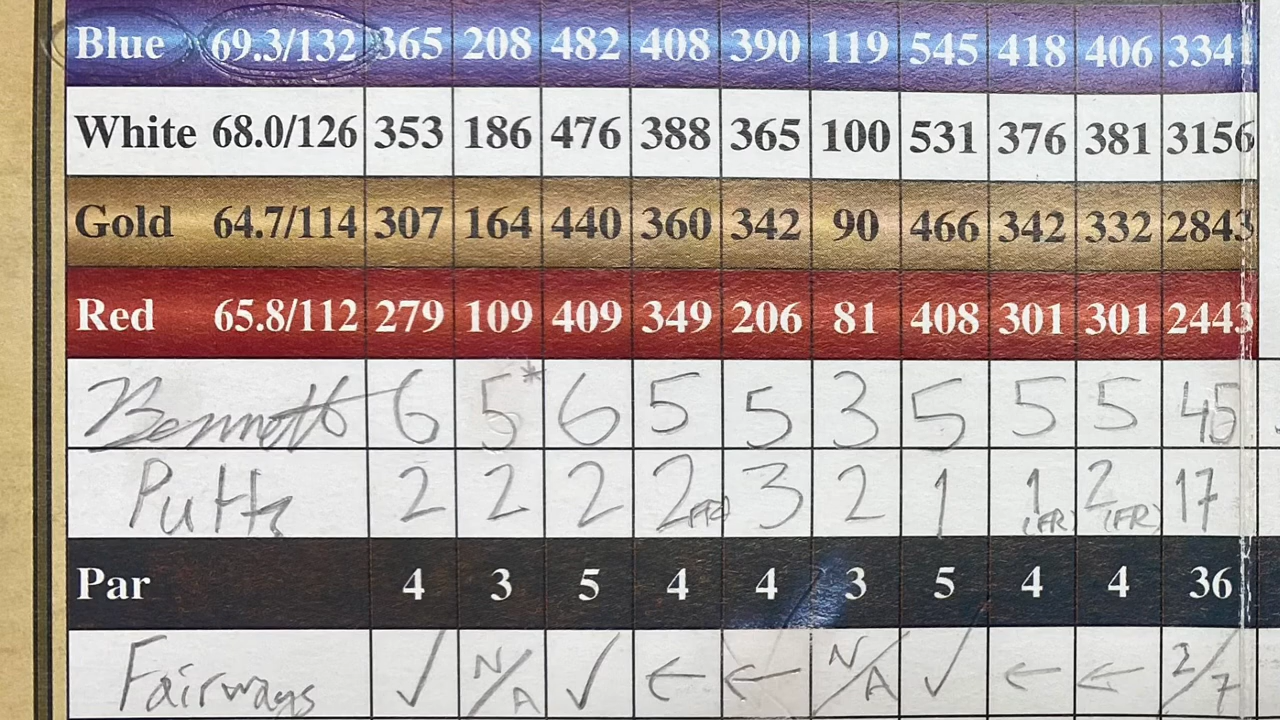 Blue 69.3/132 365 208 482 408 390 119 545 418 406 3341
White 68.0/126 353 186 476 388 365 100 531 376 381 3156
Gold 64.7/114 307 164 440 360 342 90 466 342 332 2843
Red 65.8/112 279 109 409 349 206 81 408 301 301 2443
Bennett 6 5* 6 5 5 3 5 5 5 45
Putts 2 2 2 2 (FR) 3 2 1 1 (FR) 2 (FR) 17
Par 4 3 5 4 4 3 5 4 4 36
Fairways ✓ N/A ✓ ← ← N/A ✓ ← ← /7